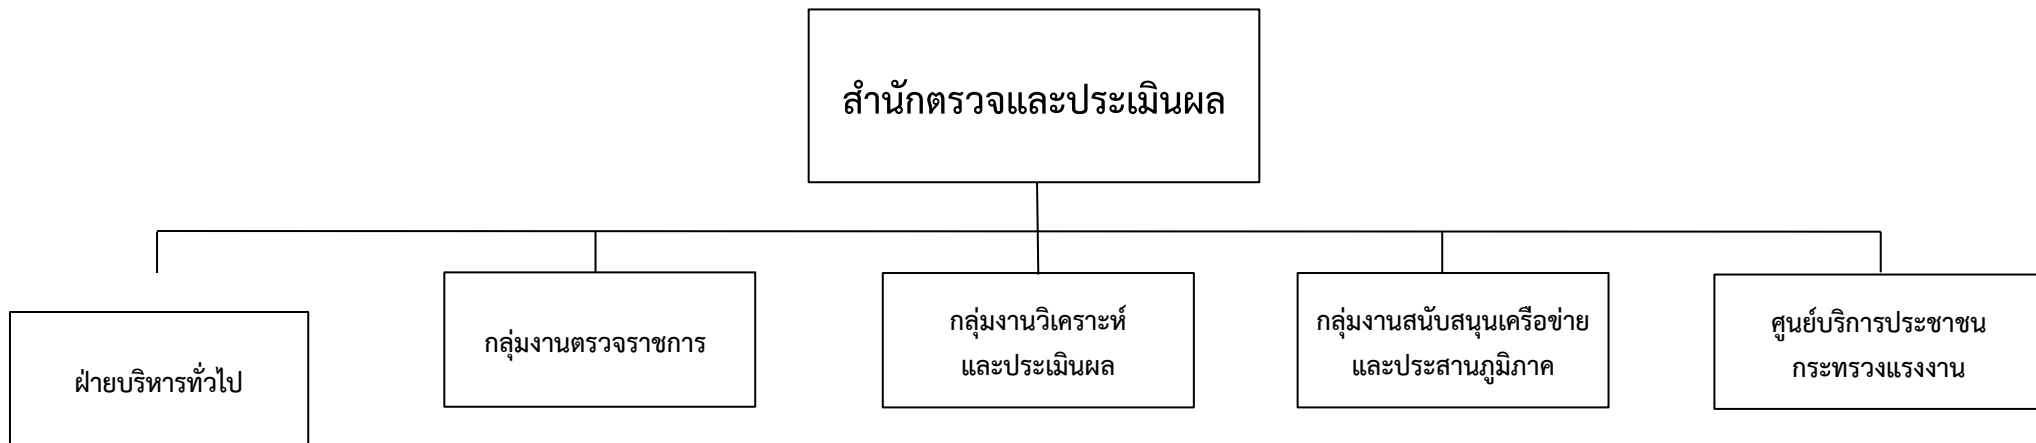 สำนักตรวจและประเมินผล
ฝ่ายบริหารทั่วไป
กลุ่มงานตรวจราชการ
กลุ่มงานวิเคราะห์
และประเมินผล
กลุ่มงานสนับสนุนเครือข่าย
และประสานภูมิภาค
ศูนย์บริการประชาชน
กระทรวงแรงงาน